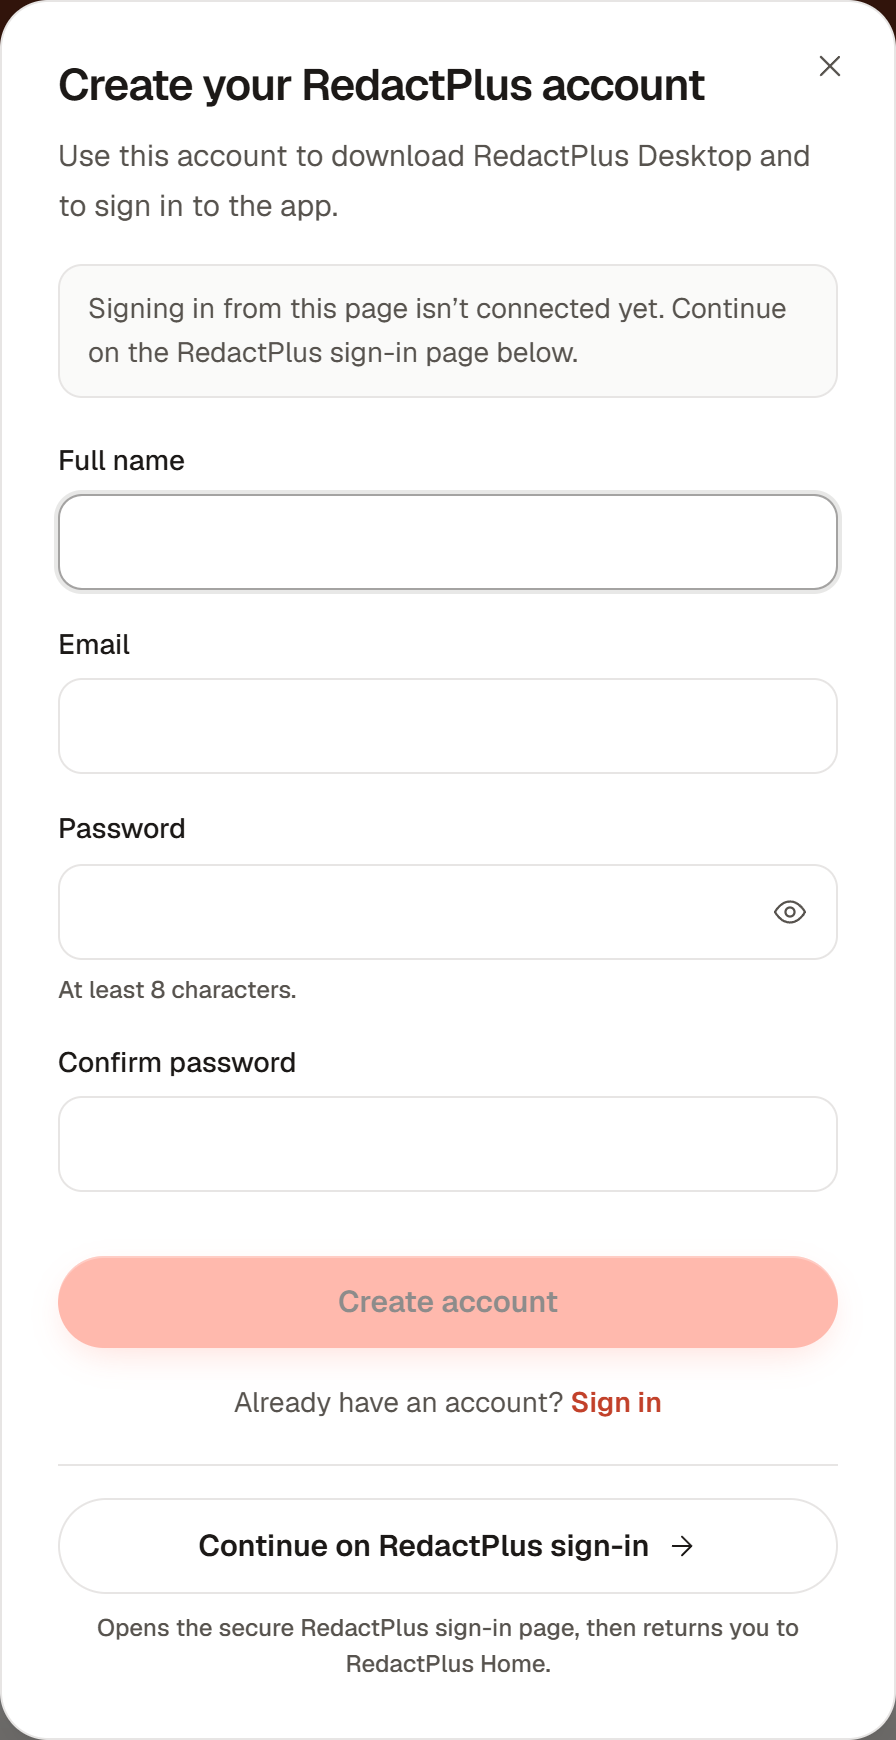 Create your RedactPlus account
Use this account to download RedactPlus Desktop and
to sign in to the app.
Signing in from this page isn’t connected yet. Continue
on the RedactPlus sign-in page below.
Full name
Email
Password
At least 8 characters.
Confirm password
Create account
Already have an account? Sign in
Continue on RedactPlus sign-in →
Opens the secure RedactPlus sign-in page, then returns you to
RedactPlus Home.